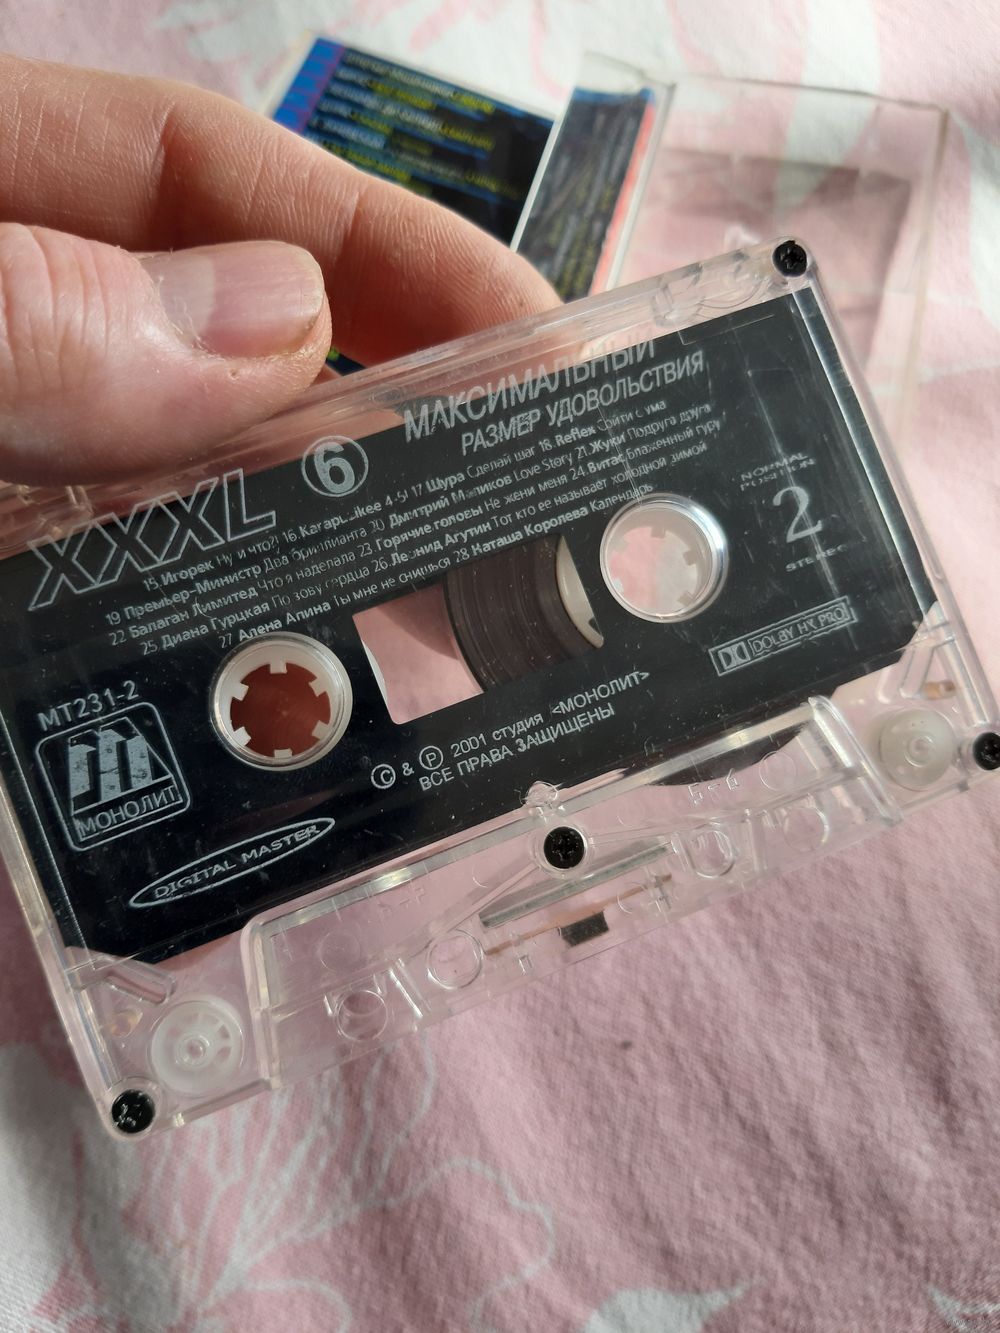 МАКСИМАЛЬНЫЙ
РАЗМЕР УДОВОЛЬСТВИЯ
XXXL 6
15 Игорек Ну и что?! 16 4-5! 17 Шура Сделай шаг 18 Reflex Сойти с ума
19 Премьер-Министр Два бриллианта 20 Дмитрий Маликов Love Story 21 Жуки Подруга друга
22 Балаган Лимитед Что я наделала 23 Горячие головы Не жени меня 24 Витас Блаженный гуру
25 Диана Гурцкая По зову сердца 26 Леонид Агутин Тот кто ее называет холодной зимой
27 Алена Апина Ты мне не снишься 28 Каташа Королева Календарь
NORMAL
POSITION
2
STEREO
DOLBY HX PRO
MT231-2
МОНОЛИТ
© & ℗ 2001 студия <МОНОЛИТ>
ВСЕ ПРАВА ЗАЩИЩЕНЫ
DIGITAL MASTER